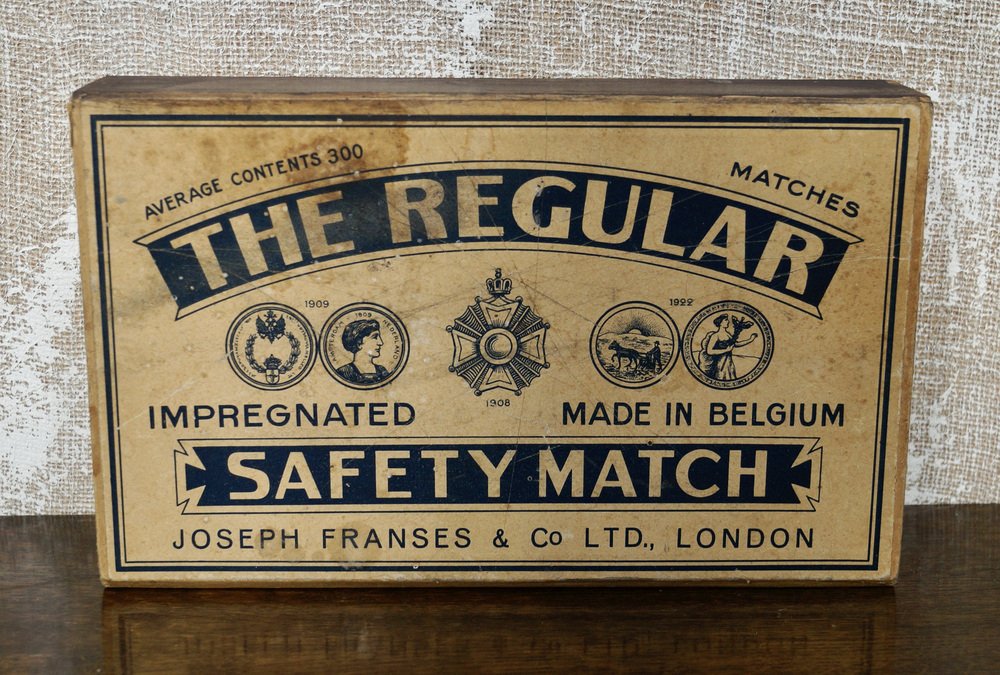 AVERAGE CONTENTS 300 MATCHES
THE REGULAR
1909 1922
1908
IMPREGNATED MADE IN BELGIUM
SAFETY MATCH
JOSEPH FRANSES & Co LTD., LONDON